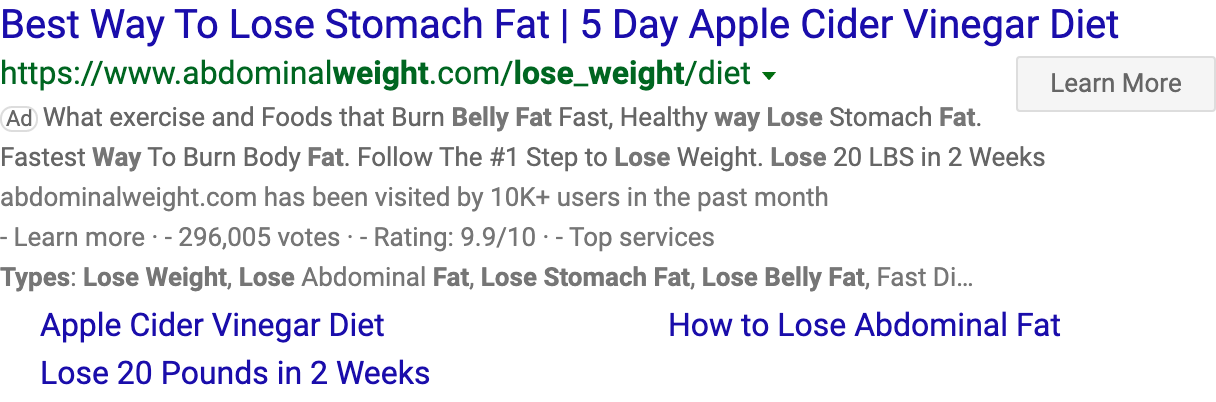 Best Way To Lose Stomach Fat | 5 Day Apple Cider Vinegar Diet
https://www.abdominalweight.com/lose_weight/diet
Learn More
Ad What exercise and Foods that Burn Belly Fat Fast, Healthy way Lose Stomach Fat.
Fastest Way To Burn Body Fat. Follow The #1 Step to Lose Weight. Lose 20 LBS in 2 Weeks
abdominalweight.com has been visited by 10K+ users in the past month
- Learn more · - 296,005 votes · - Rating: 9.9/10 · - Top services
Types: Lose Weight, Lose Abdominal Fat, Lose Stomach Fat, Lose Belly Fat, Fast Di...
Apple Cider Vinegar Diet
How to Lose Abdominal Fat
Lose 20 Pounds in 2 Weeks